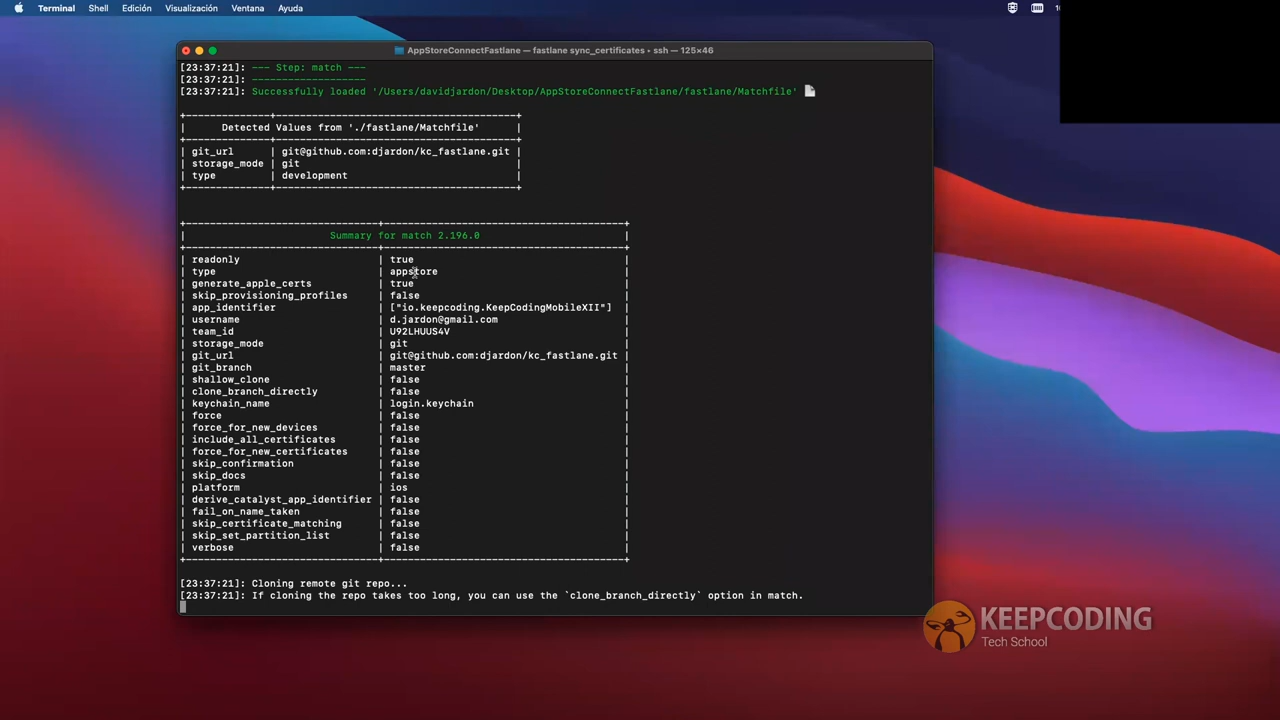 Terminal Shell Edición Visualización Ventana Ayuda
AppStoreConnectFastlane — fastlane sync_certificates • ssh — 125×46
[23:37:21]: --- Step: match ---
[23:37:21]: -------------------
[23:37:21]: Successfully loaded '/Users/davidjardon/Desktop/AppStoreConnectFastlane/fastlane/Matchfile' 📄
Detected Values from './fastlane/Matchfile'
| git_url | git@github.com:djardon/kc_fastlane.git |
| storage_mode | git |
| type | development |
Summary for match 2.196.0
| readonly | true |
| type | appstore |
| generate_apple_certs | true |
| skip_provisioning_profiles | false |
| app_identifier | ["io.keepcoding.KeepCodingMobileXII"] |
| username | d.jardon@gmail.com |
| team_id | U92LHUUS4V |
| storage_mode | git |
| git_url | git@github.com:djardon/kc_fastlane.git |
| git_branch | master |
| shallow_clone | false |
| clone_branch_directly | false |
| keychain_name | login.keychain |
| force | false |
| force_for_new_devices | false |
| include_all_certificates | false |
| force_for_new_certificates | false |
| skip_confirmation | false |
| skip_docs | false |
| platform | ios |
| derive_catalyst_app_identifier | false |
| fail_on_name_taken | false |
| skip_certificate_matching | false |
| skip_set_partition_list | false |
| verbose | false |
[23:37:21]: Cloning remote git repo...
[23:37:21]: If cloning the repo takes too long, you can use the `clone_branch_directly` option in match.
KEEPCODING
Tech School